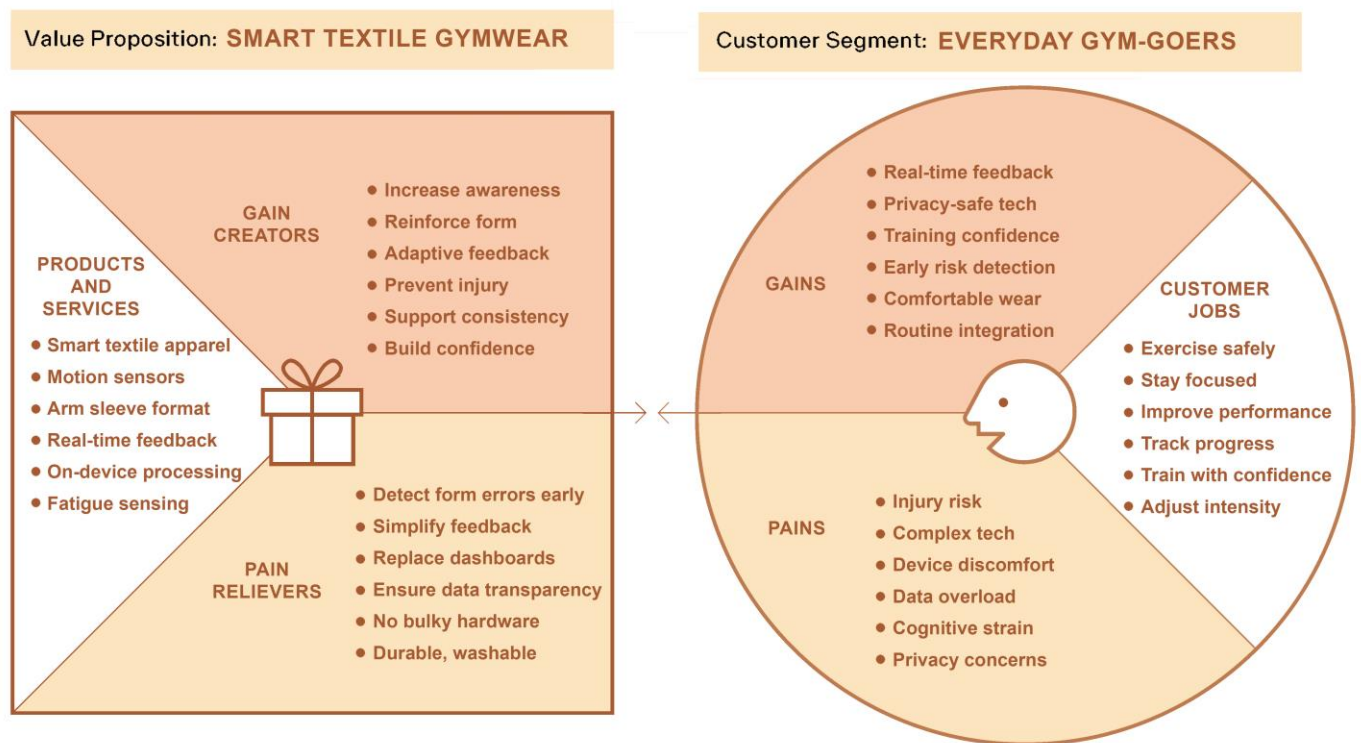 Value Proposition: SMART TEXTILE GYMWEAR
Customer Segment: EVERYDAY GYM-GOERS
GAIN
CREATORS
• Increase awareness
• Reinforce form
• Adaptive feedback
• Prevent injury
• Support consistency
• Build confidence
PRODUCTS
AND
SERVICES
• Smart textile apparel
• Motion sensors
• Arm sleeve format
• Real-time feedback
• On-device processing
• Fatigue sensing
PAIN
RELIEVERS
• Detect form errors early
• Simplify feedback
• Replace dashboards
• Ensure data transparency
• No bulky hardware
• Durable, washable
GAINS
• Real-time feedback
• Privacy-safe tech
• Training confidence
• Early risk detection
• Comfortable wear
• Routine integration
CUSTOMER
JOBS
• Exercise safely
• Stay focused
• Improve performance
• Track progress
• Train with confidence
• Adjust intensity
PAINS
• Injury risk
• Complex tech
• Device discomfort
• Data overload
• Cognitive strain
• Privacy concerns